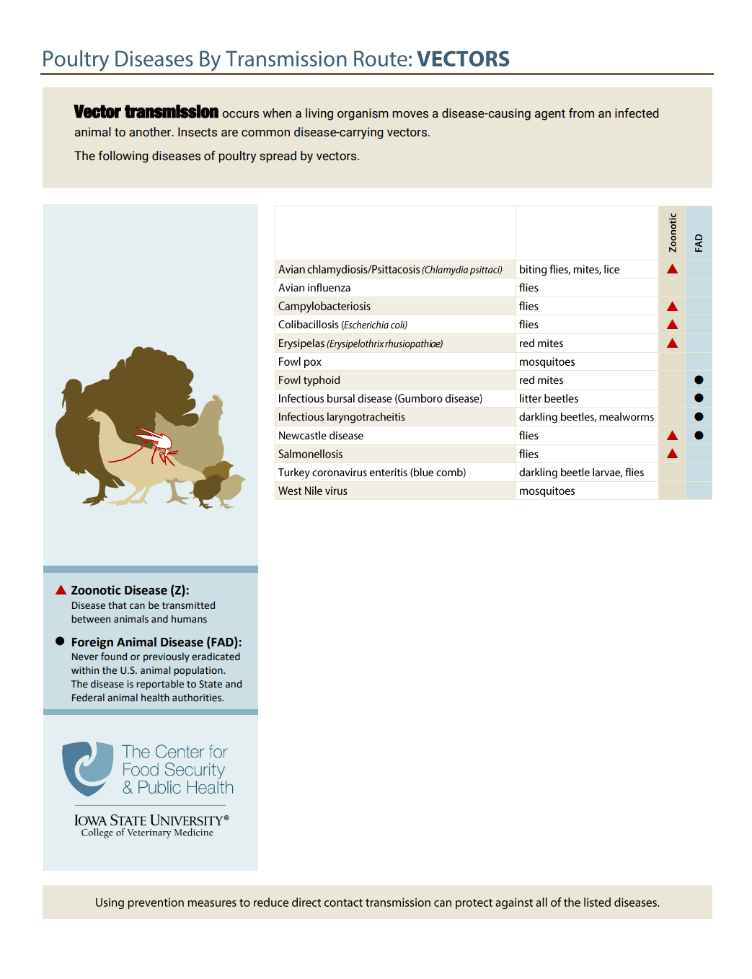 Poultry Diseases By Transmission Route: VECTORS
Vector transmission occurs when a living organism moves a disease-causing agent from an infected
animal to another. Insects are common disease-carrying vectors.
The following diseases of poultry spread by vectors.
Zoonotic FAD
Avian chlamydiosis/Psittacosis (Chlamydia psittaci) biting flies, mites, lice ▲
Avian influenza flies
Campylobacteriosis flies ▲
Colibacillosis (Escherichia coli) flies ▲
Erysipelas (Erysipelothrix rhusiopathiae) red mites ▲
Fowl pox mosquitoes
Fowl typhoid red mites ●
Infectious bursal disease (Gumboro disease) litter beetles ●
Infectious laryngotracheitis darkling beetles, mealworms ●
Newcastle disease flies ▲ ●
Salmonellosis flies ▲
Turkey coronavirus enteritis (blue comb) darkling beetle larvae, flies
West Nile virus mosquitoes
▲ Zoonotic Disease (Z):
Disease that can be transmitted
between animals and humans
● Foreign Animal Disease (FAD):
Never found or previously eradicated
within the U.S. animal population.
The disease is reportable to State and
Federal animal health authorities.
The Center for
Food Security
& Public Health
IOWA STATE UNIVERSITY®
College of Veterinary Medicine
Using prevention measures to reduce direct contact transmission can protect against all of the listed diseases.